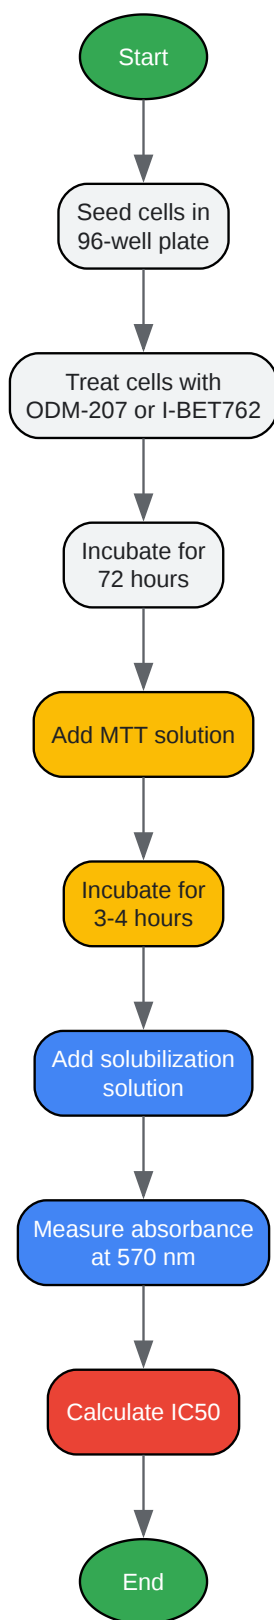 Start
Seed cells in
96-well plate
Treat cells with
ODM-207 or I-BET762
Incubate for
72 hours
Add MTT solution
Incubate for
3-4 hours
Add solubilization
solution
Measure absorbance
at 570 nm
Calculate IC50
End